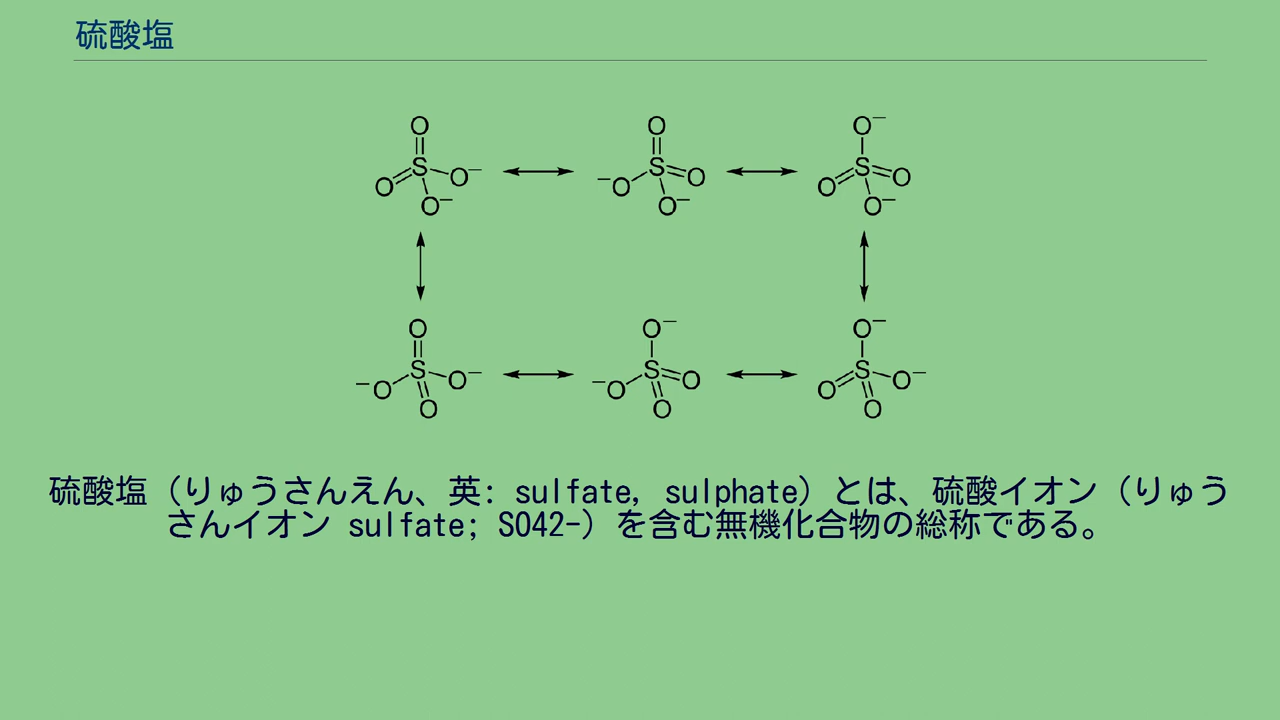 硫酸塩
O O O⁻
S O⁻ S O S
O ⁻O O O
O⁻ O⁻ O⁻
O O⁻ O⁻
S S S
⁻O O⁻ ⁻O O O O⁻
O O O
硫酸塩（りゅうさんえん、英: sulfate, sulphate）とは、硫酸イオン（りゅう
さんイオン sulfate; SO42-）を含む無機化合物の総称である。